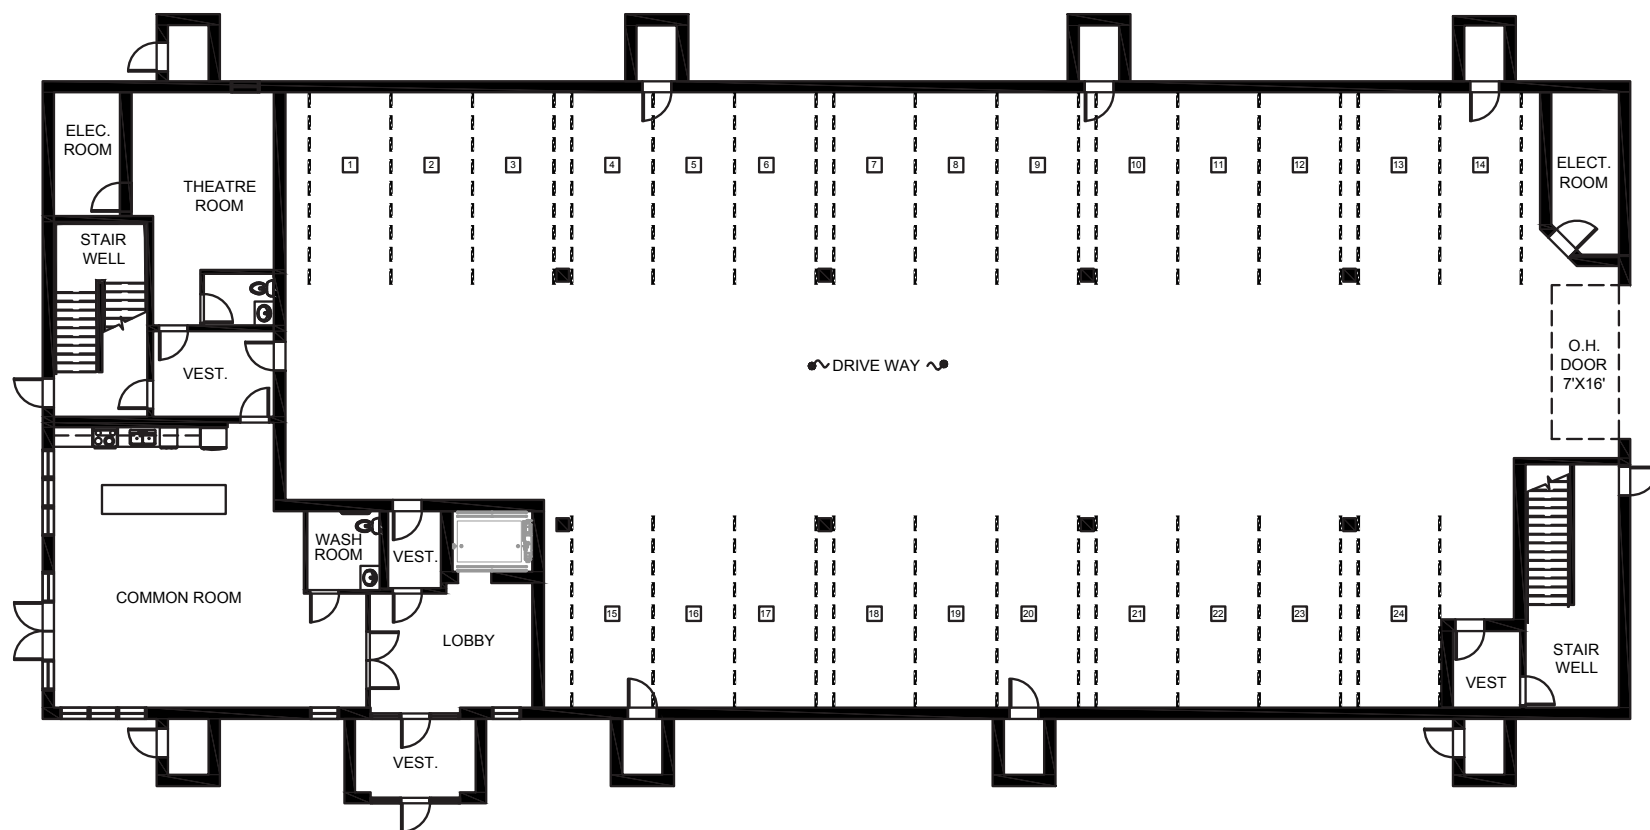 ELEC.
ROOM
THEATRE
ROOM
1
2
3
4
5
6
7
8
9
10
11
12
13
14
ELECT.
ROOM
STAIR
WELL
VEST.
DRIVE WAY
O.H.
DOOR
7'X16'
WASH
ROOM
VEST.
COMMON ROOM
LOBBY
15
16
17
18
19
20
21
22
23
24
STAIR
WELL
VEST
VEST.